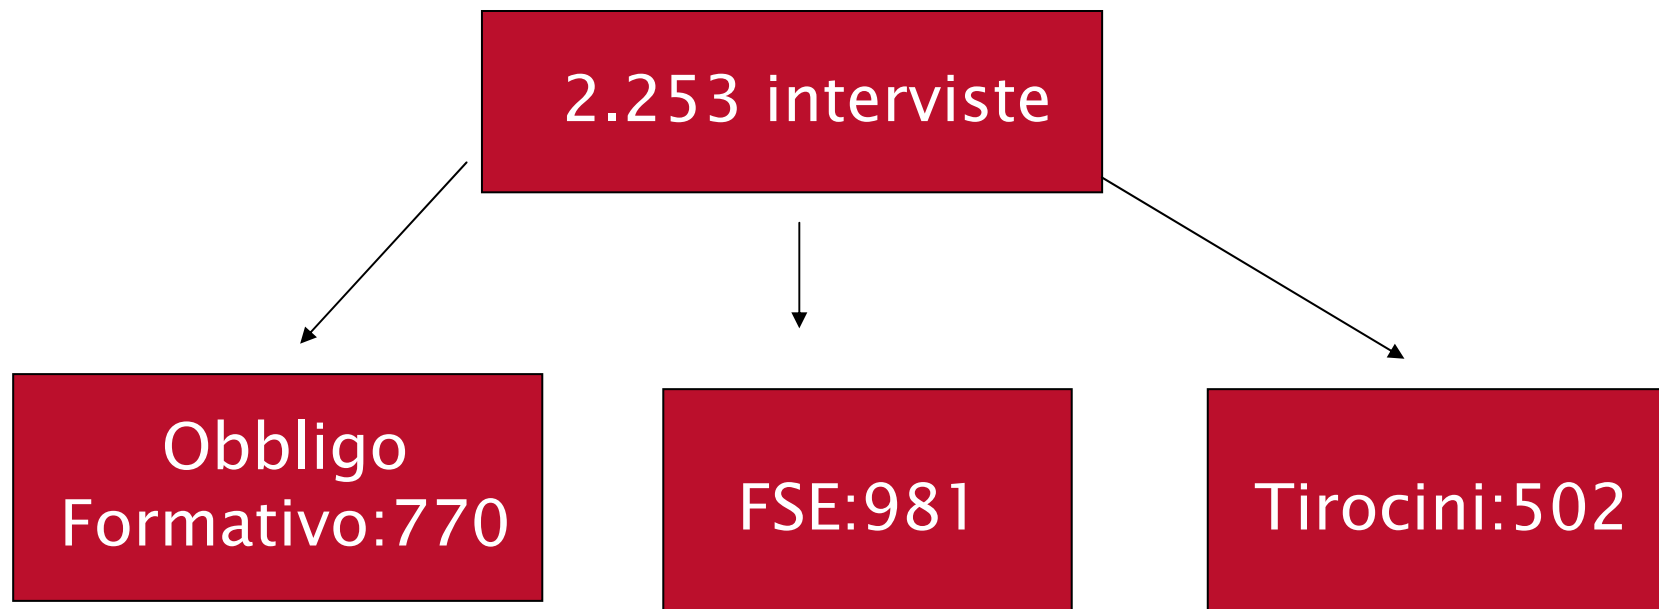 2.253 interviste
Obbligo
Formativo:770
FSE:981
Tirocini:502